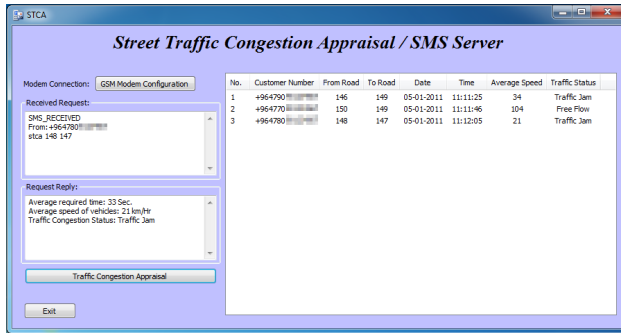 STCA
Street Traffic Congestion Appraisal / SMS Server
Modem Connection: GSM Modem Configuration
Received Request:
SMS_RECEIVED
From: +964780
stca 148 147
Request Reply:
Average required time: 33 Sec.
Average speed of vehicles: 21 km/Hr
Traffic Congestion Status: Traffic Jam
Traffic Congestion Appraisal
Exit
No. Customer Number From Road To Road Date Time Average Speed Traffic Status
1 +964790 146 149 05-01-2011 11:11:25 34 Traffic Jam
2 +964770 150 149 05-01-2011 11:11:46 104 Free Flow
3 +964780 148 147 05-01-2011 11:12:05 21 Traffic Jam